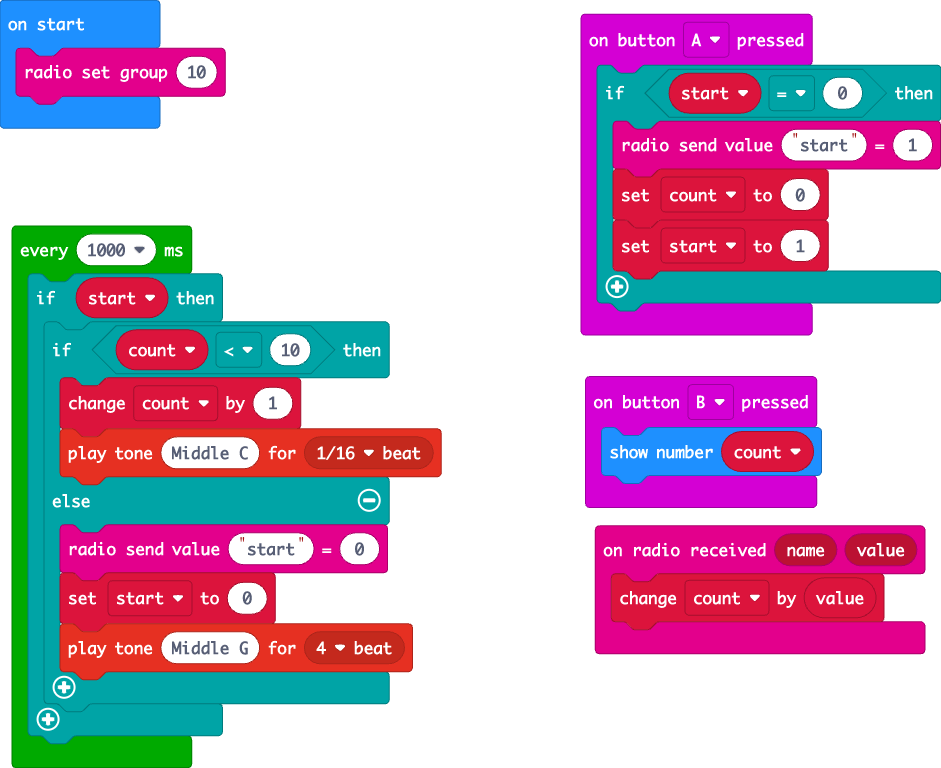 on start
radio set group 10
every 1000 ms
if start then
if count < 10 then
change count by 1
play tone Middle C for 1/16 beat
else
radio send value "start" = 0
set start to 0
play tone Middle G for 4 beat
on button A pressed
if start = 0 then
radio send value "start" = 1
set count to 0
set start to 1
on button B pressed
show number count
on radio received name value
change count by value